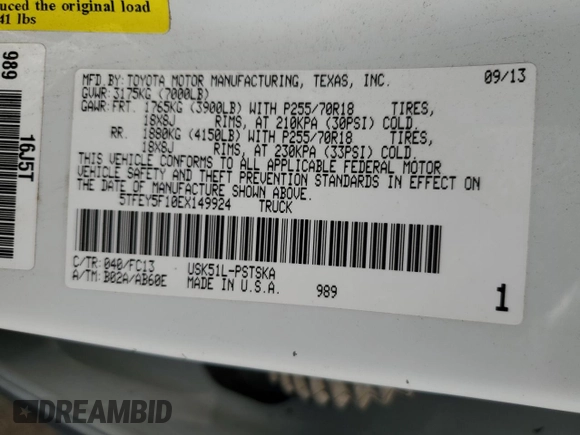 uced the original load
41 lbs
989
16J5T
MFD. BY: TOYOTA MOTOR MANUFACTURING, TEXAS, INC. 09/13
GVWR: 3175KG (7000LB)
GAWR: FRT. 1765KG (3900LB) WITH P255/70R18 TIRES,
18X8J RIMS, AT 210KPA (30PSI) COLD.
RR. 1880KG (4150LB) WITH P255/70R18 TIRES,
18X8J RIMS, AT 230KPA (33PSI) COLD.
THIS VEHICLE CONFORMS TO ALL APPLICABLE FEDERAL MOTOR
VEHICLE SAFETY AND THEFT PREVENTION STANDARDS IN EFFECT ON
THE DATE OF MANUFACTURE SHOWN ABOVE.
5TFEY5F10EX149924 TRUCK
C/TR: 040/FC13 USK51L-PSTSKA
A/TM: B02A/AB60E MADE IN U.S.A. 989
1
DREAMBID